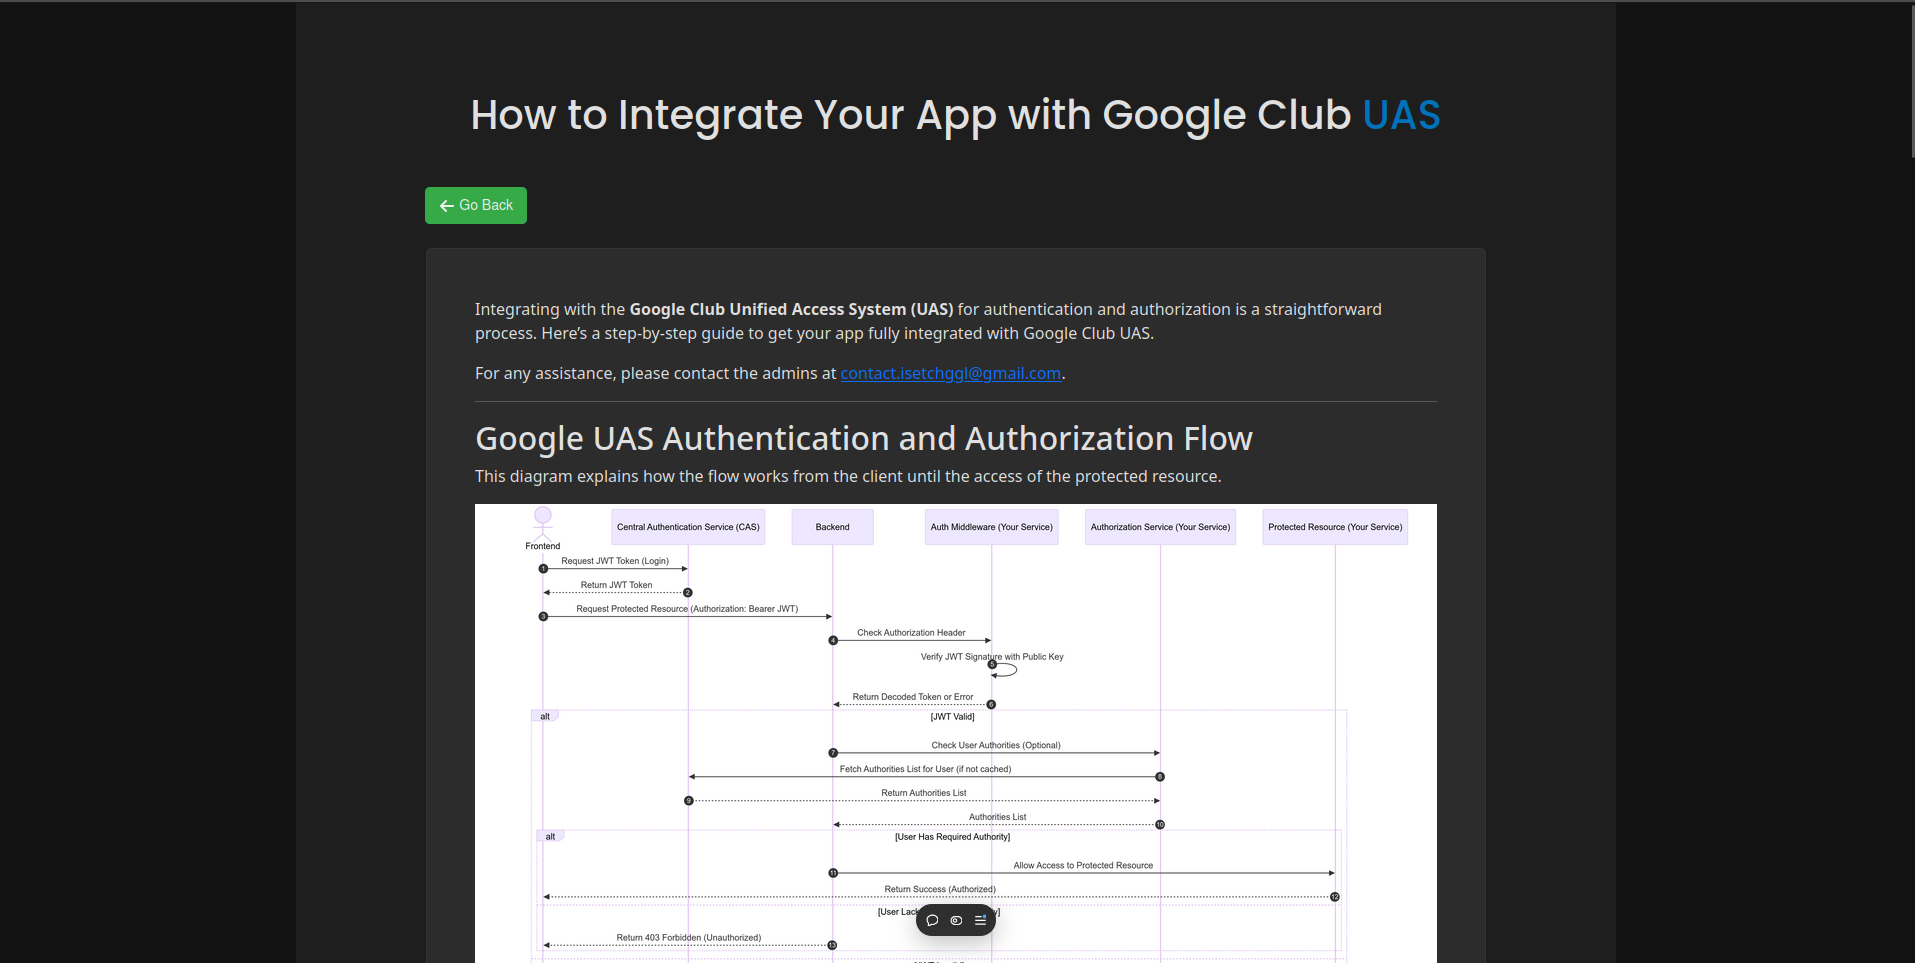 How to Integrate Your App with Google Club UAS
Go Back
Integrating with the Google Club Unified Access System (UAS) for authentication and authorization is a straightforward
process. Here’s a step-by-step guide to get your app fully integrated with Google Club UAS.
For any assistance, please contact the admins at contact.isetchggl@gmail.com.
Google UAS Authentication and Authorization Flow
This diagram explains how the flow works from the client until the access of the protected resource.
Frontend
Central Authentication Service (CAS)
Backend
Auth Middleware (Your Service)
Authorization Service (Your Service)
Protected Resource (Your Service)
1 Request JWT Token (Login)
2 Return JWT Token
3 Request Protected Resource (Authorization: Bearer JWT)
4 Check Authorization Header
5 Verify JWT Signature with Public Key
6 Return Decoded Token or Error
alt [JWT Valid]
7 Check User Authorities (Optional)
8 Fetch Authorities List for User (if not cached)
9 Return Authorities List
10 Authorities List
alt [User Has Required Authority]
11 Allow Access to Protected Resource
12 Return Success (Authorized)
[User Lack
13 Return 403 Forbidden (Unauthorized)